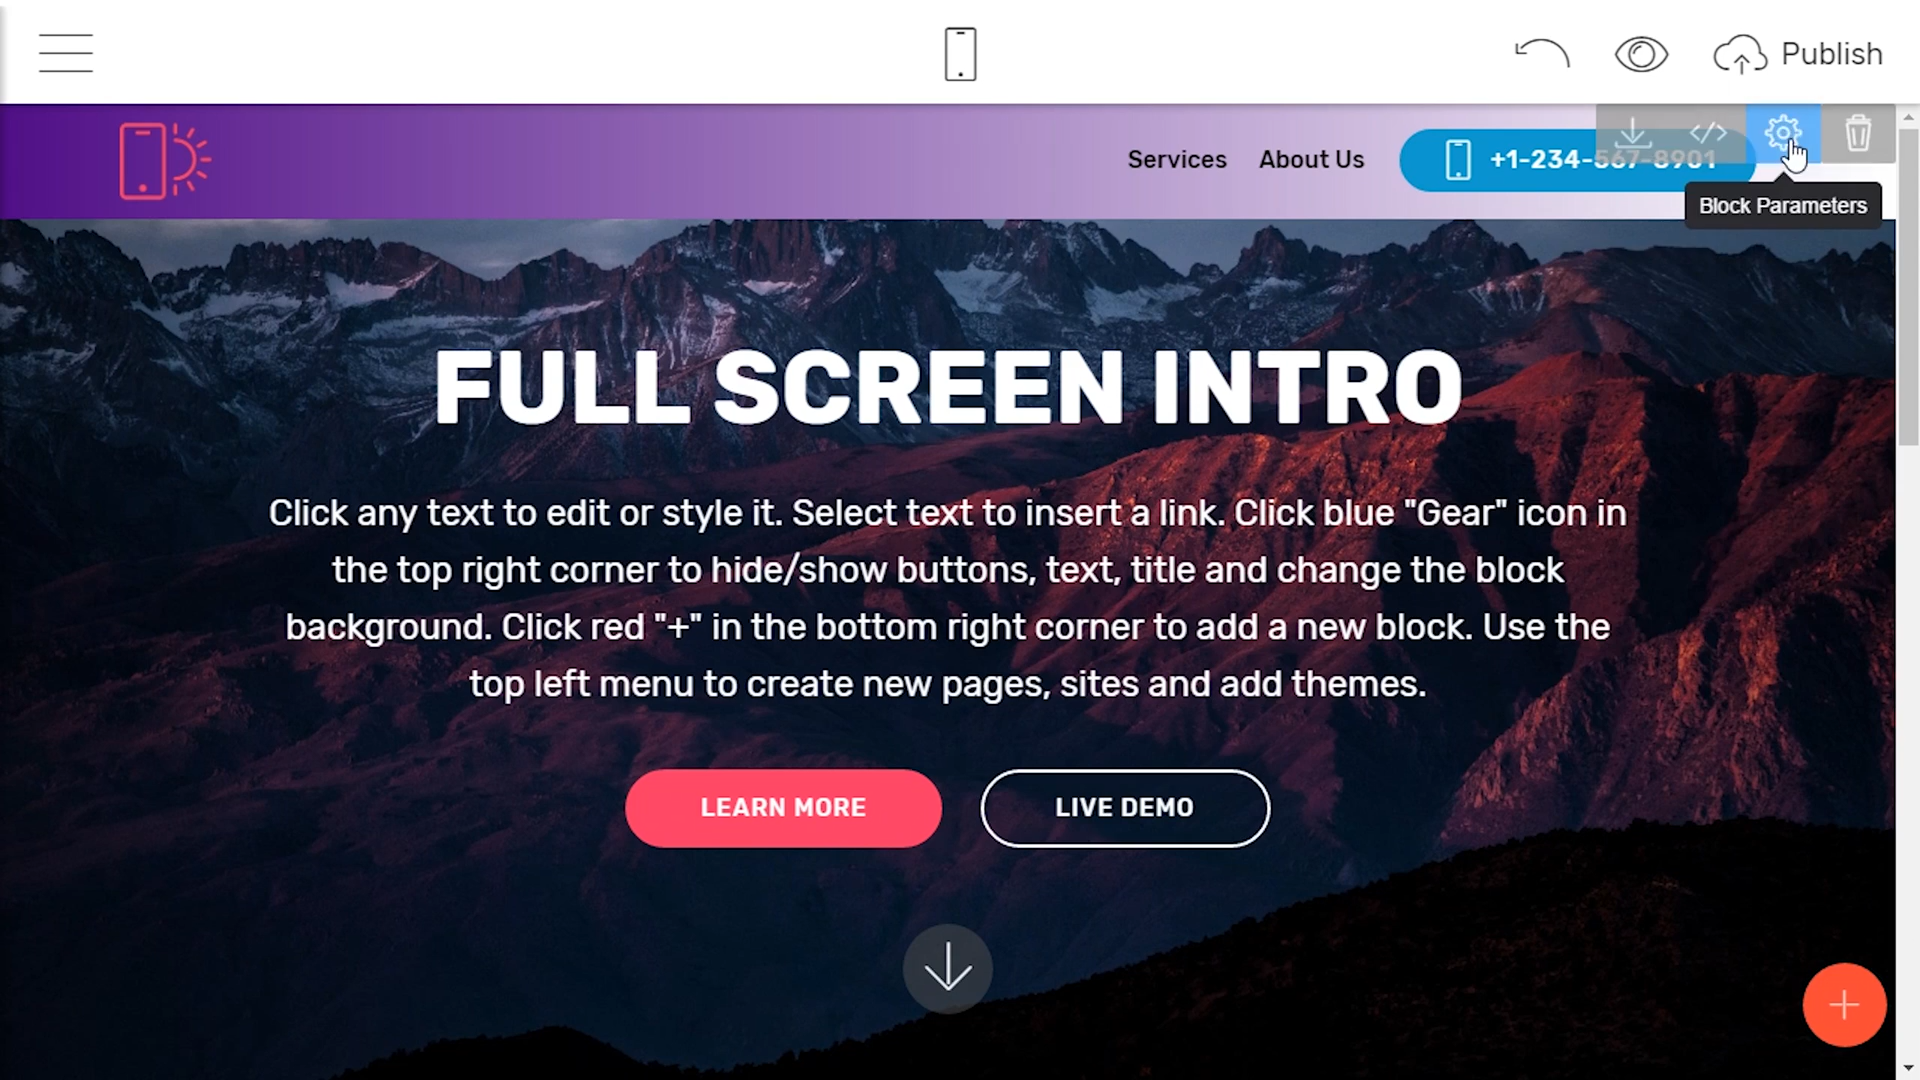 Publish
Services About Us +1-234-567-8901
Block Parameters
FULL SCREEN INTRO
Click any text to edit or style it. Select text to insert a link. Click blue "Gear" icon in
the top right corner to hide/show buttons, text, title and change the block
background. Click red "+" in the bottom right corner to add a new block. Use the
top left menu to create new pages, sites and add themes.
LEARN MORE LIVE DEMO